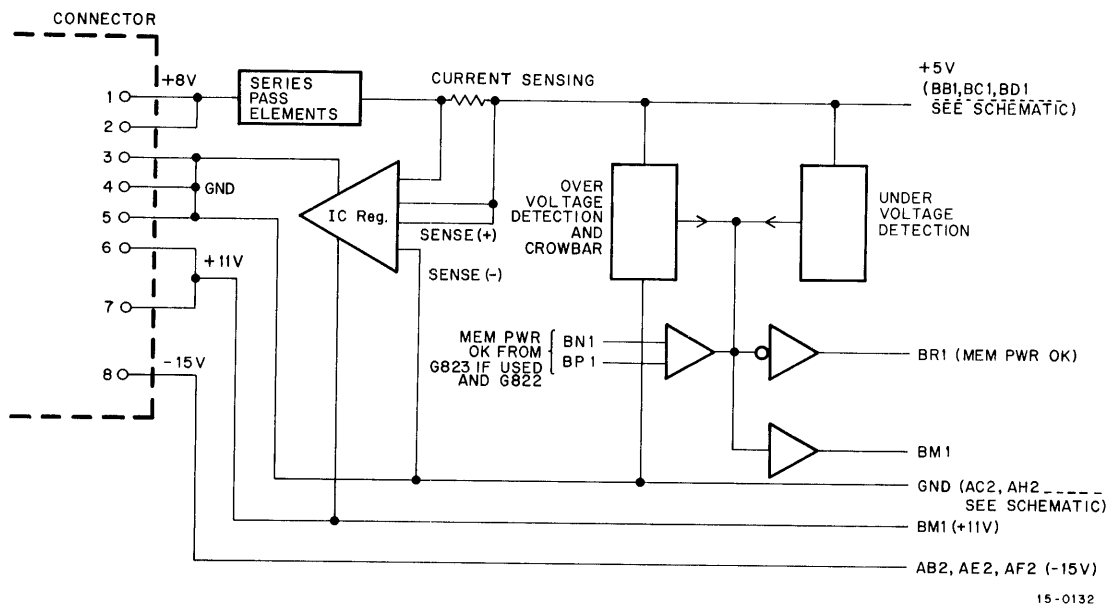 CONNECTOR
+8V
1
2
3
4
5
6
7
8
GND
+11V
-15V
SERIES
PASS
ELEMENTS
CURRENT SENSING
IC Reg.
SENSE(+)
SENSE(-)
OVER
VOLTAGE
DETECTION
AND
CROWBAR
UNDER
VOLTAGE
DETECTION
+5V
(BB1,BC1,BD1
SEE SCHEMATIC)
MEM PWR
OK FROM
G823 IF USED
AND G822
BN1
BP1
BR1 (MEM PWR OK)
BM1
GND (AC2, AH2_____
SEE SCHEMATIC)
BM1 (+11V)
AB2, AE2, AF2 (-15V)
15-0132